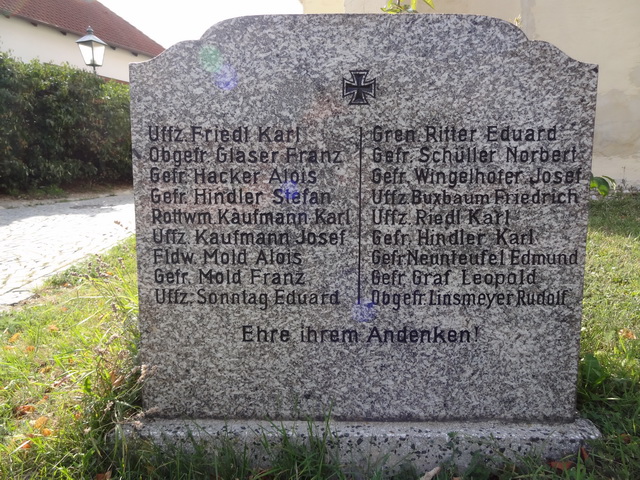 Uffz. Friedl Karl
Obgefr. Glaser Franz
Gefr. Hacker Alois
Gefr. Hindler Stefan
Rottwm. Kaufmann Karl
Uffz. Kaufmann Josef
Fldw. Mold Alois
Gefr. Mold Franz
Uffz. Sonntag Eduard
Gren. Ritter Eduard
Gefr. Schüller Norbert
Gefr. Wingelhofer Josef
Uffz. Buxbaum Friedrich
Uffz. Riedl Karl
Gefr. Hindler Karl
Gefr. Nennteufel Edmund
Gefr. Graf Leopold
Obgefr. Linsmeyer Rudolf
Ehre ihrem Andenken!